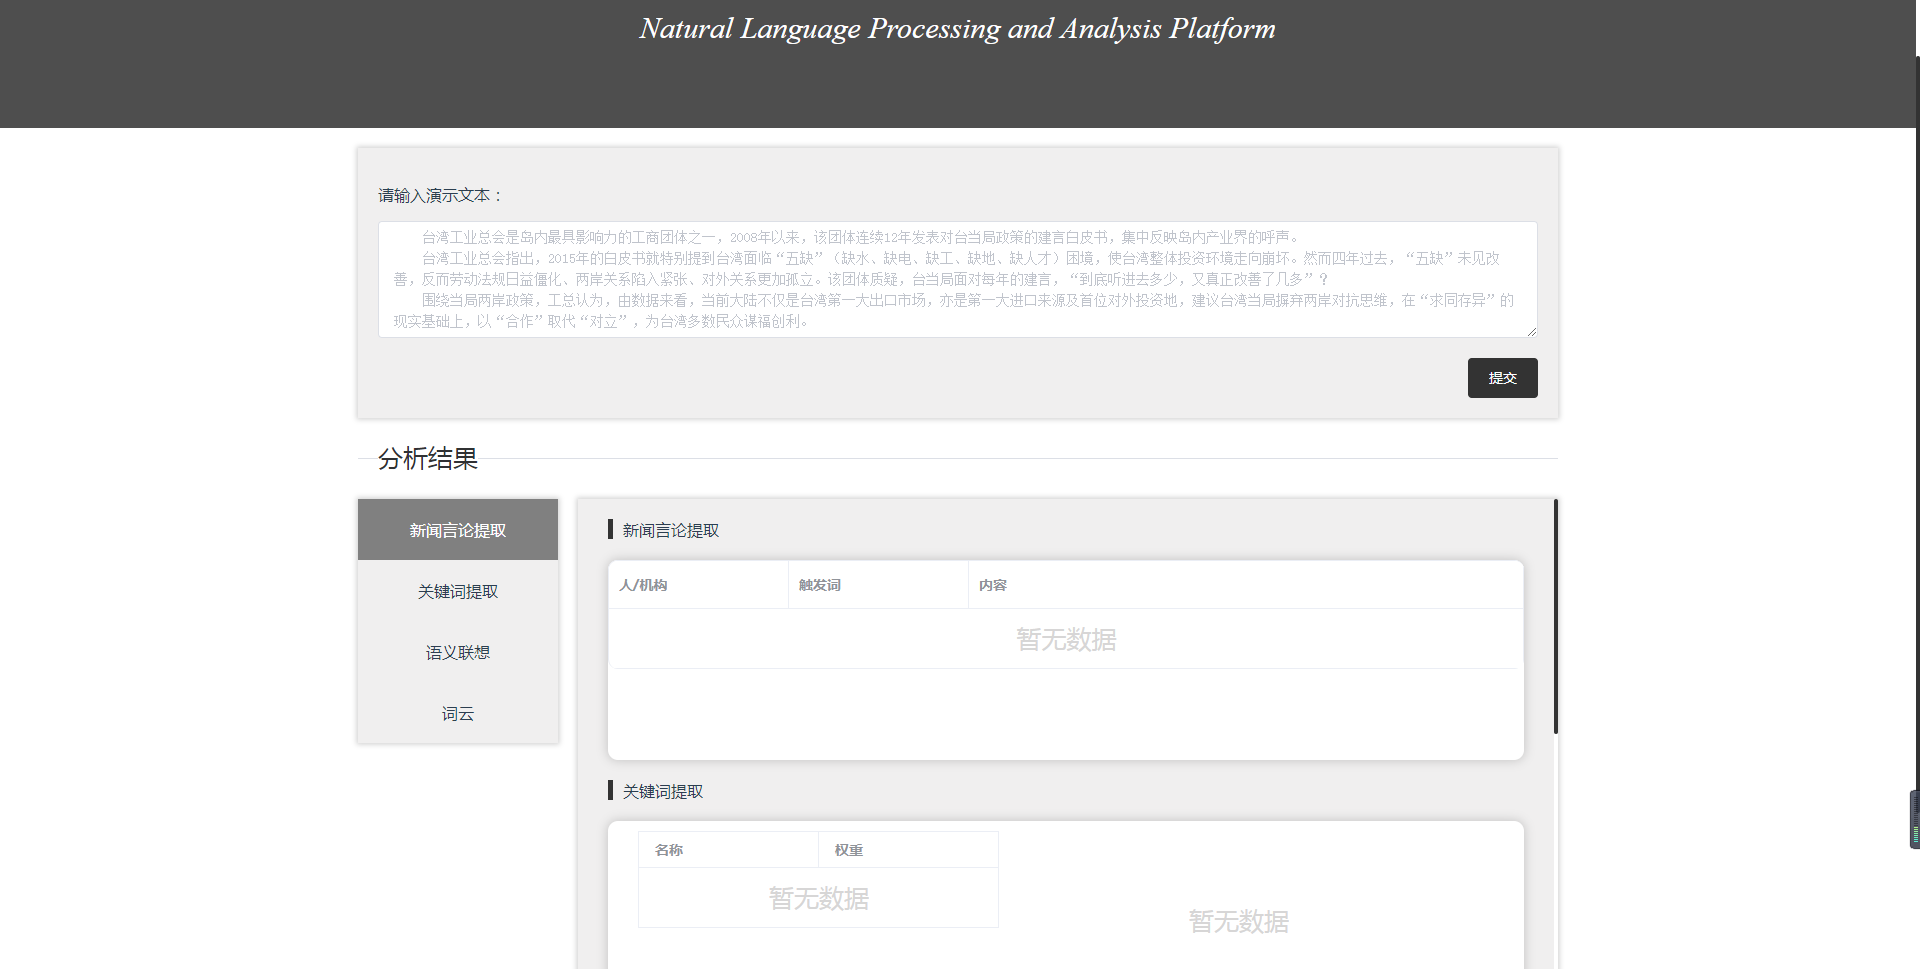 Natural Language Processing and Analysis Platform
请输入演示文本：
台湾工业总会是岛内最具影响力的工商团体之一，2008年以来，该团体连续12年发表对台当局政策的建言白皮书，集中反映岛内产业界的呼声。
台湾工业总会指出，2015年的白皮书就特别提到台湾面临“五缺”（缺水、缺电、缺工、缺地、缺人才）困境，使台湾整体投资环境走向崩坏。然而四年过去，“五缺”未见改
善，反而劳动法规日益僵化、两岸关系陷入紧张、对外关系更加孤立。该团体质疑，台当局面对每年的建言，“到底听进去多少，又真正改善了几多”？
围绕当局两岸政策，工总认为，由数据来看，当前大陆不仅是台湾第一大出口市场，亦是第一大进口来源及首位对外投资地，建议台湾当局摒弃两岸对抗思维，在“求同存异”的
现实基础上，以“合作”取代“对立”，为台湾多数民众谋福创利。
提交
分析结果
新闻言论提取
关键词提取
语义联想
词云
新闻言论提取
人/机构 触发词 内容
暂无数据
关键词提取
名称 权重
暂无数据
暂无数据